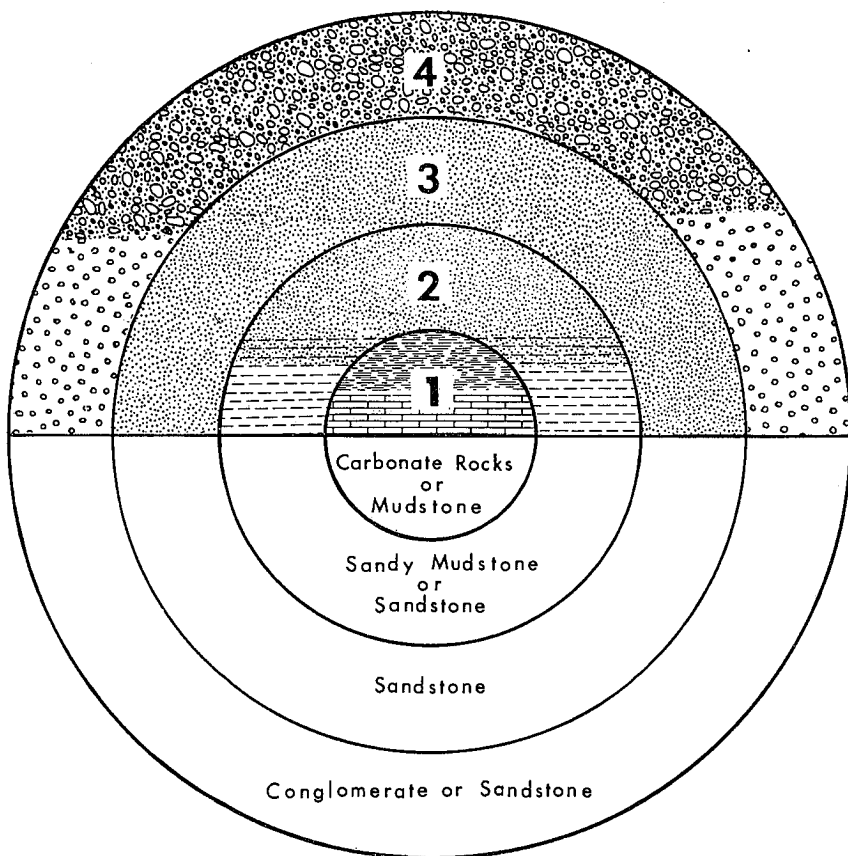 4
3
2
1
Carbonate Rocks
or
Mudstone
Sandy Mudstone
or
Sandstone
Sandstone
Conglomerate or Sandstone